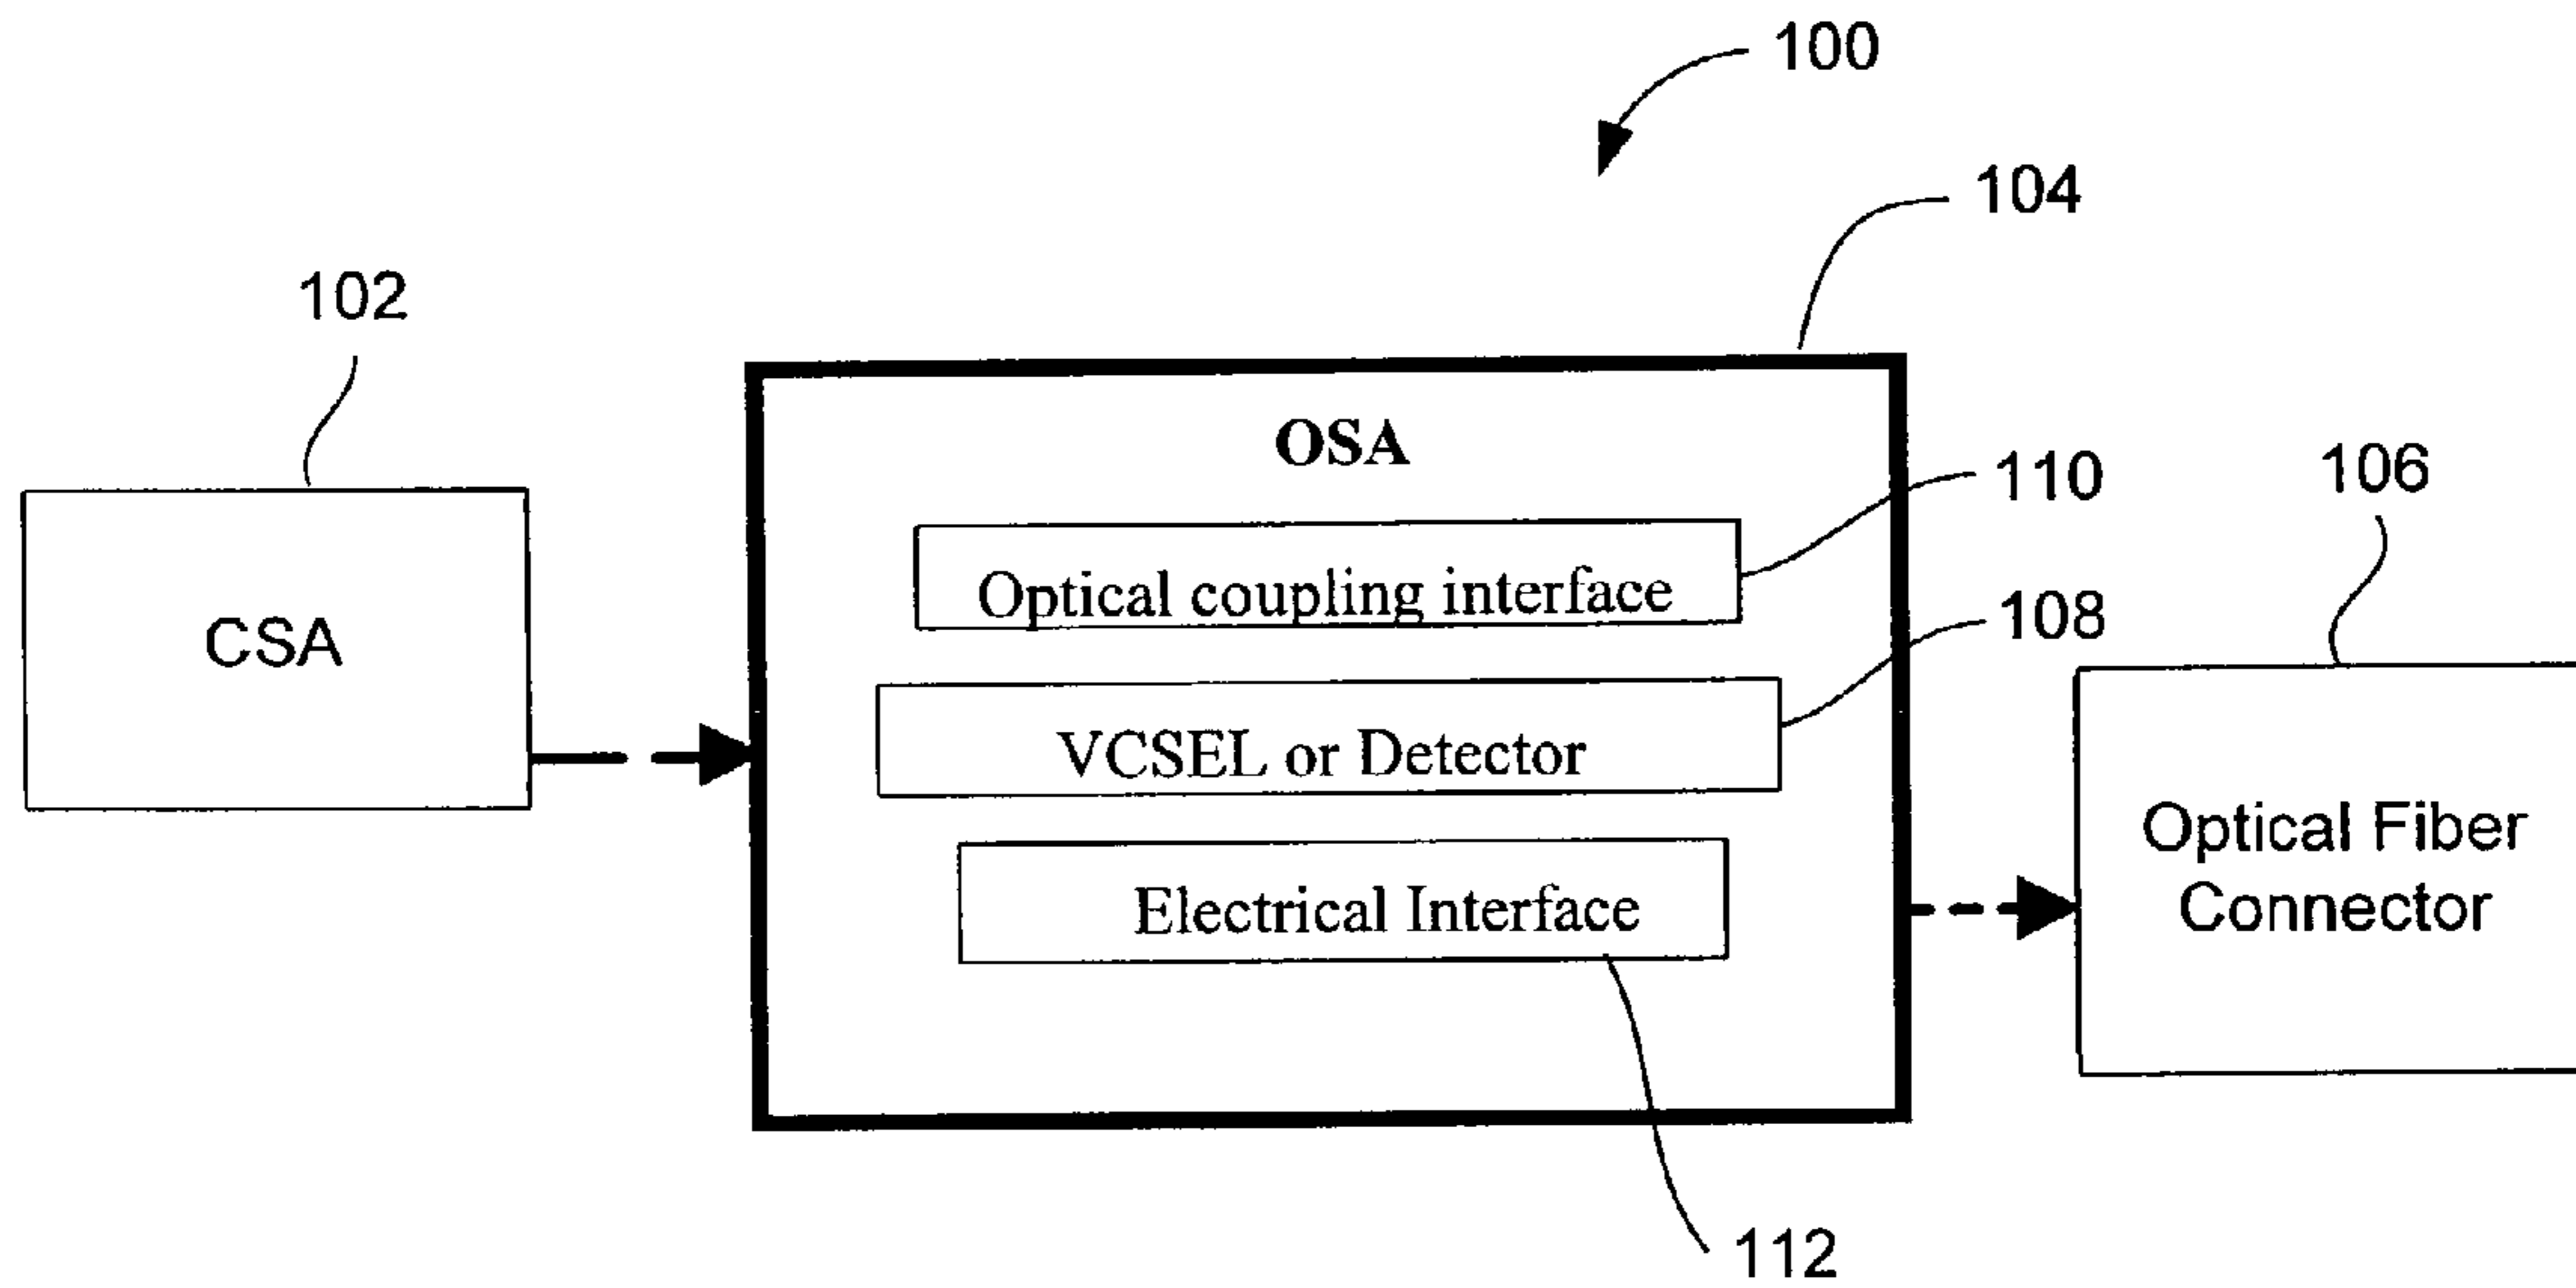 100
104
102
OSA
110
106
Optical coupling interface
CSA
108
VCSEL or Detector
Optical Fiber
Connector
Electrical Interface
112